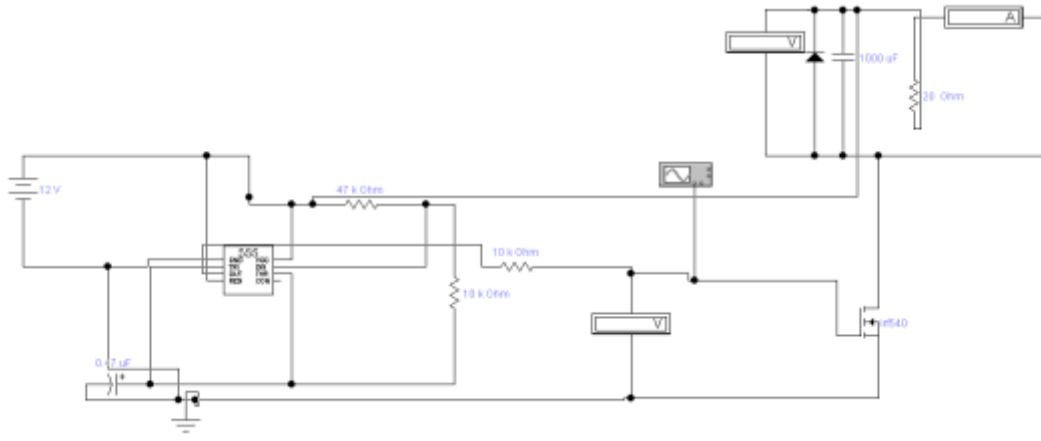 A
V
1000 uF
20 Ohm
12 V
47 k Ohm
555
10 k Ohm
10 k Ohm
V
irf540
0.47 uF